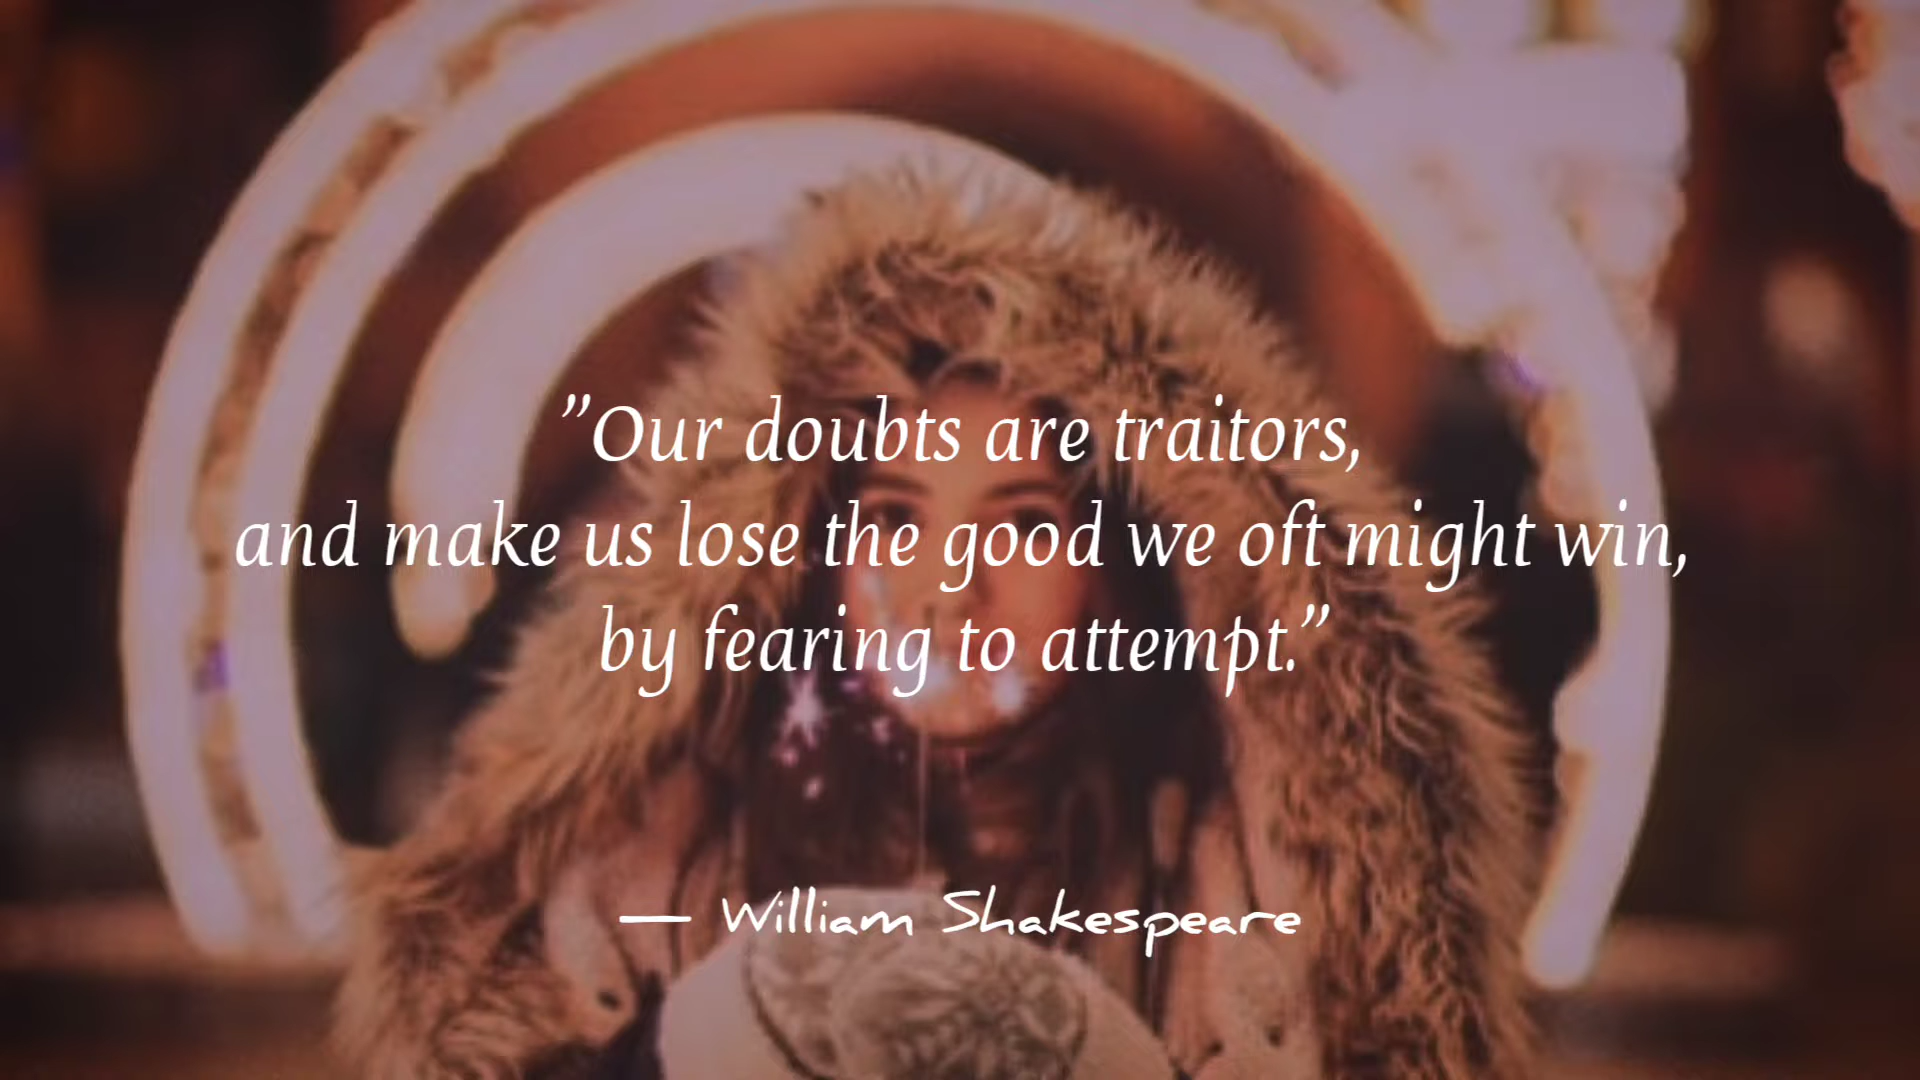 ”Our doubts are traitors,
and make us lose the good we oft might win,
by fearing to attempt.”
— William Shakespeare